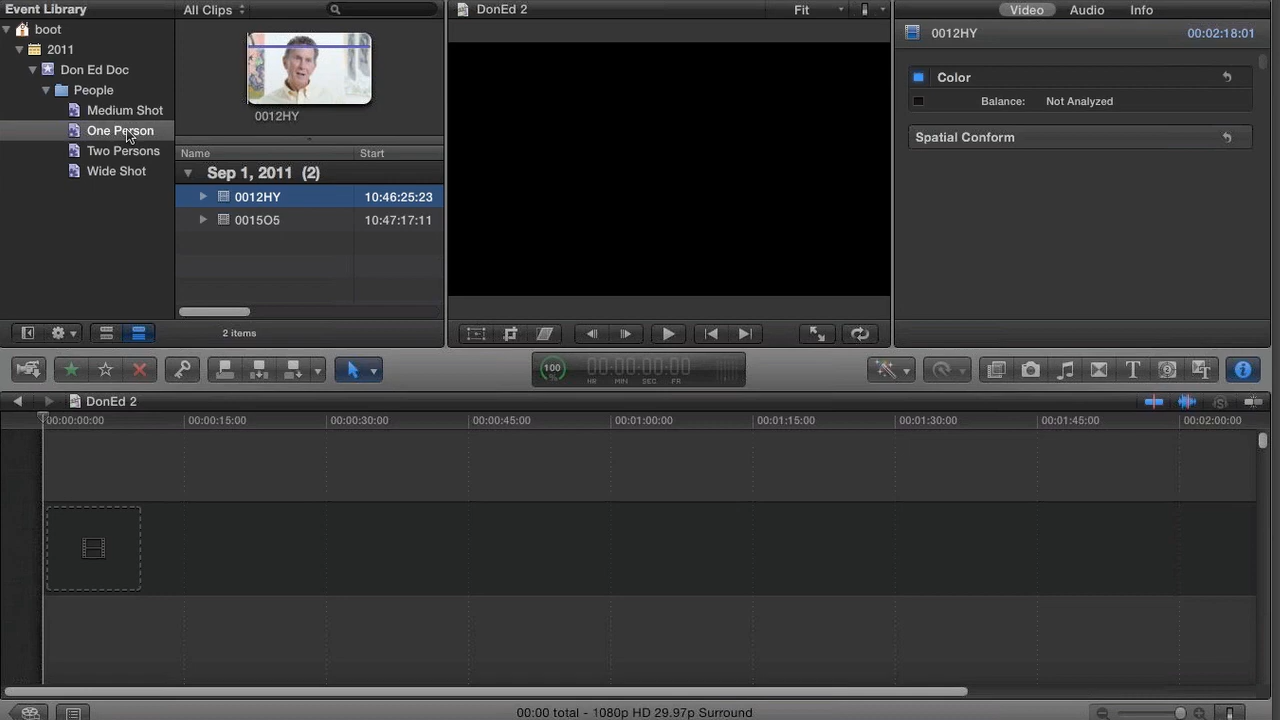 Event Library
All Clips
DonEd 2
Fit
Video
Audio
Info
boot
2011
Don Ed Doc
People
Medium Shot
One Person
Two Persons
Wide Shot
0012HY
Name
Start
Sep 1, 2011 (2)
0012HY
10:46:25:23
0015O5
10:47:17:11
2 items
0012HY
00:02:18:01
Color
Balance: Not Analyzed
Spatial Conform
100
00:00:00:00
HR MIN SEC FR
DonEd 2
00:00:00:00
00:00:15:00
00:00:30:00
00:00:45:00
00:01:00:00
00:01:15:00
00:01:30:00
00:01:45:00
00:02:00:00
00:00 total - 1080p HD 29.97p Surround